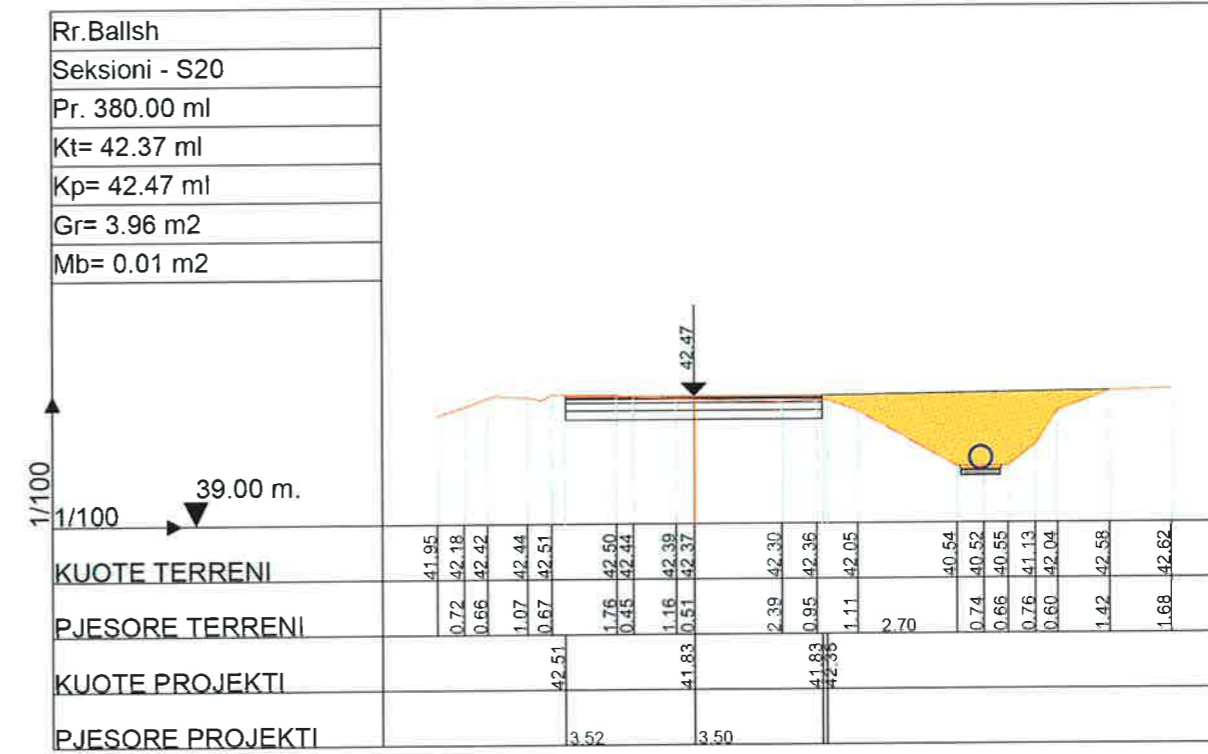 Rr.Ballsh
Seksioni - S20
Pr. 380.00 ml
Kt= 42.37 ml
Kp= 42.47 ml
Gr= 3.96 m2
Mb= 0.01 m2
42.47
1/100
39.00 m.
1/100
KUOTE TERRENI 41.95 42.18 42.42 42.44 42.51 42.50 42.44 42.39 42.37 42.30 42.36 42.05 40.54 40.52 40.55 41.13 42.04 42.58 42.62
PJESORE TERRENI 0.72 0.66 1.07 0.67 1.76 0.45 1.16 0.51 2.39 0.95 1.11 2.70 0.74 0.66 0.76 0.60 1.42 1.68
KUOTE PROJEKTI 42.51 41.83 41.83
PJESORE PROJEKTI 3.52 3.50